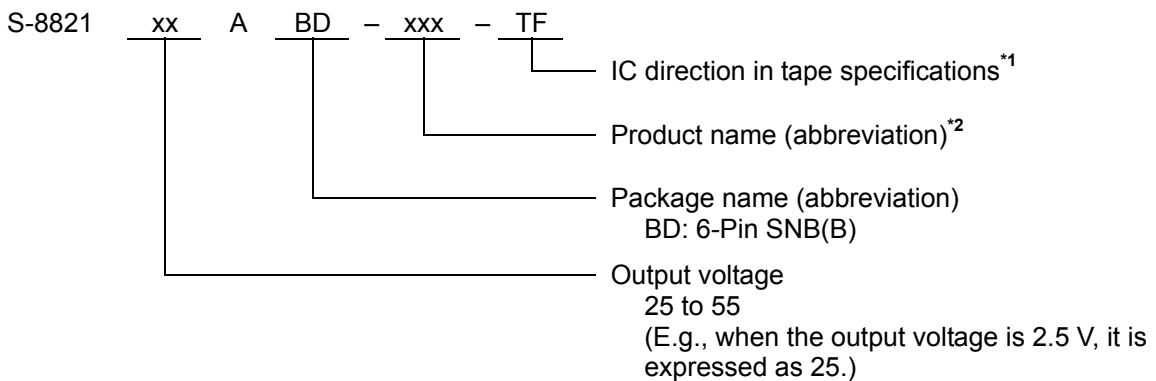 S-8821 xx A BD – xxx – TF
IC direction in tape specifications*1
Product name (abbreviation)*2
Package name (abbreviation)
BD: 6-Pin SNB(B)
Output voltage
25 to 55
(E.g., when the output voltage is 2.5 V, it is
expressed as 25.)